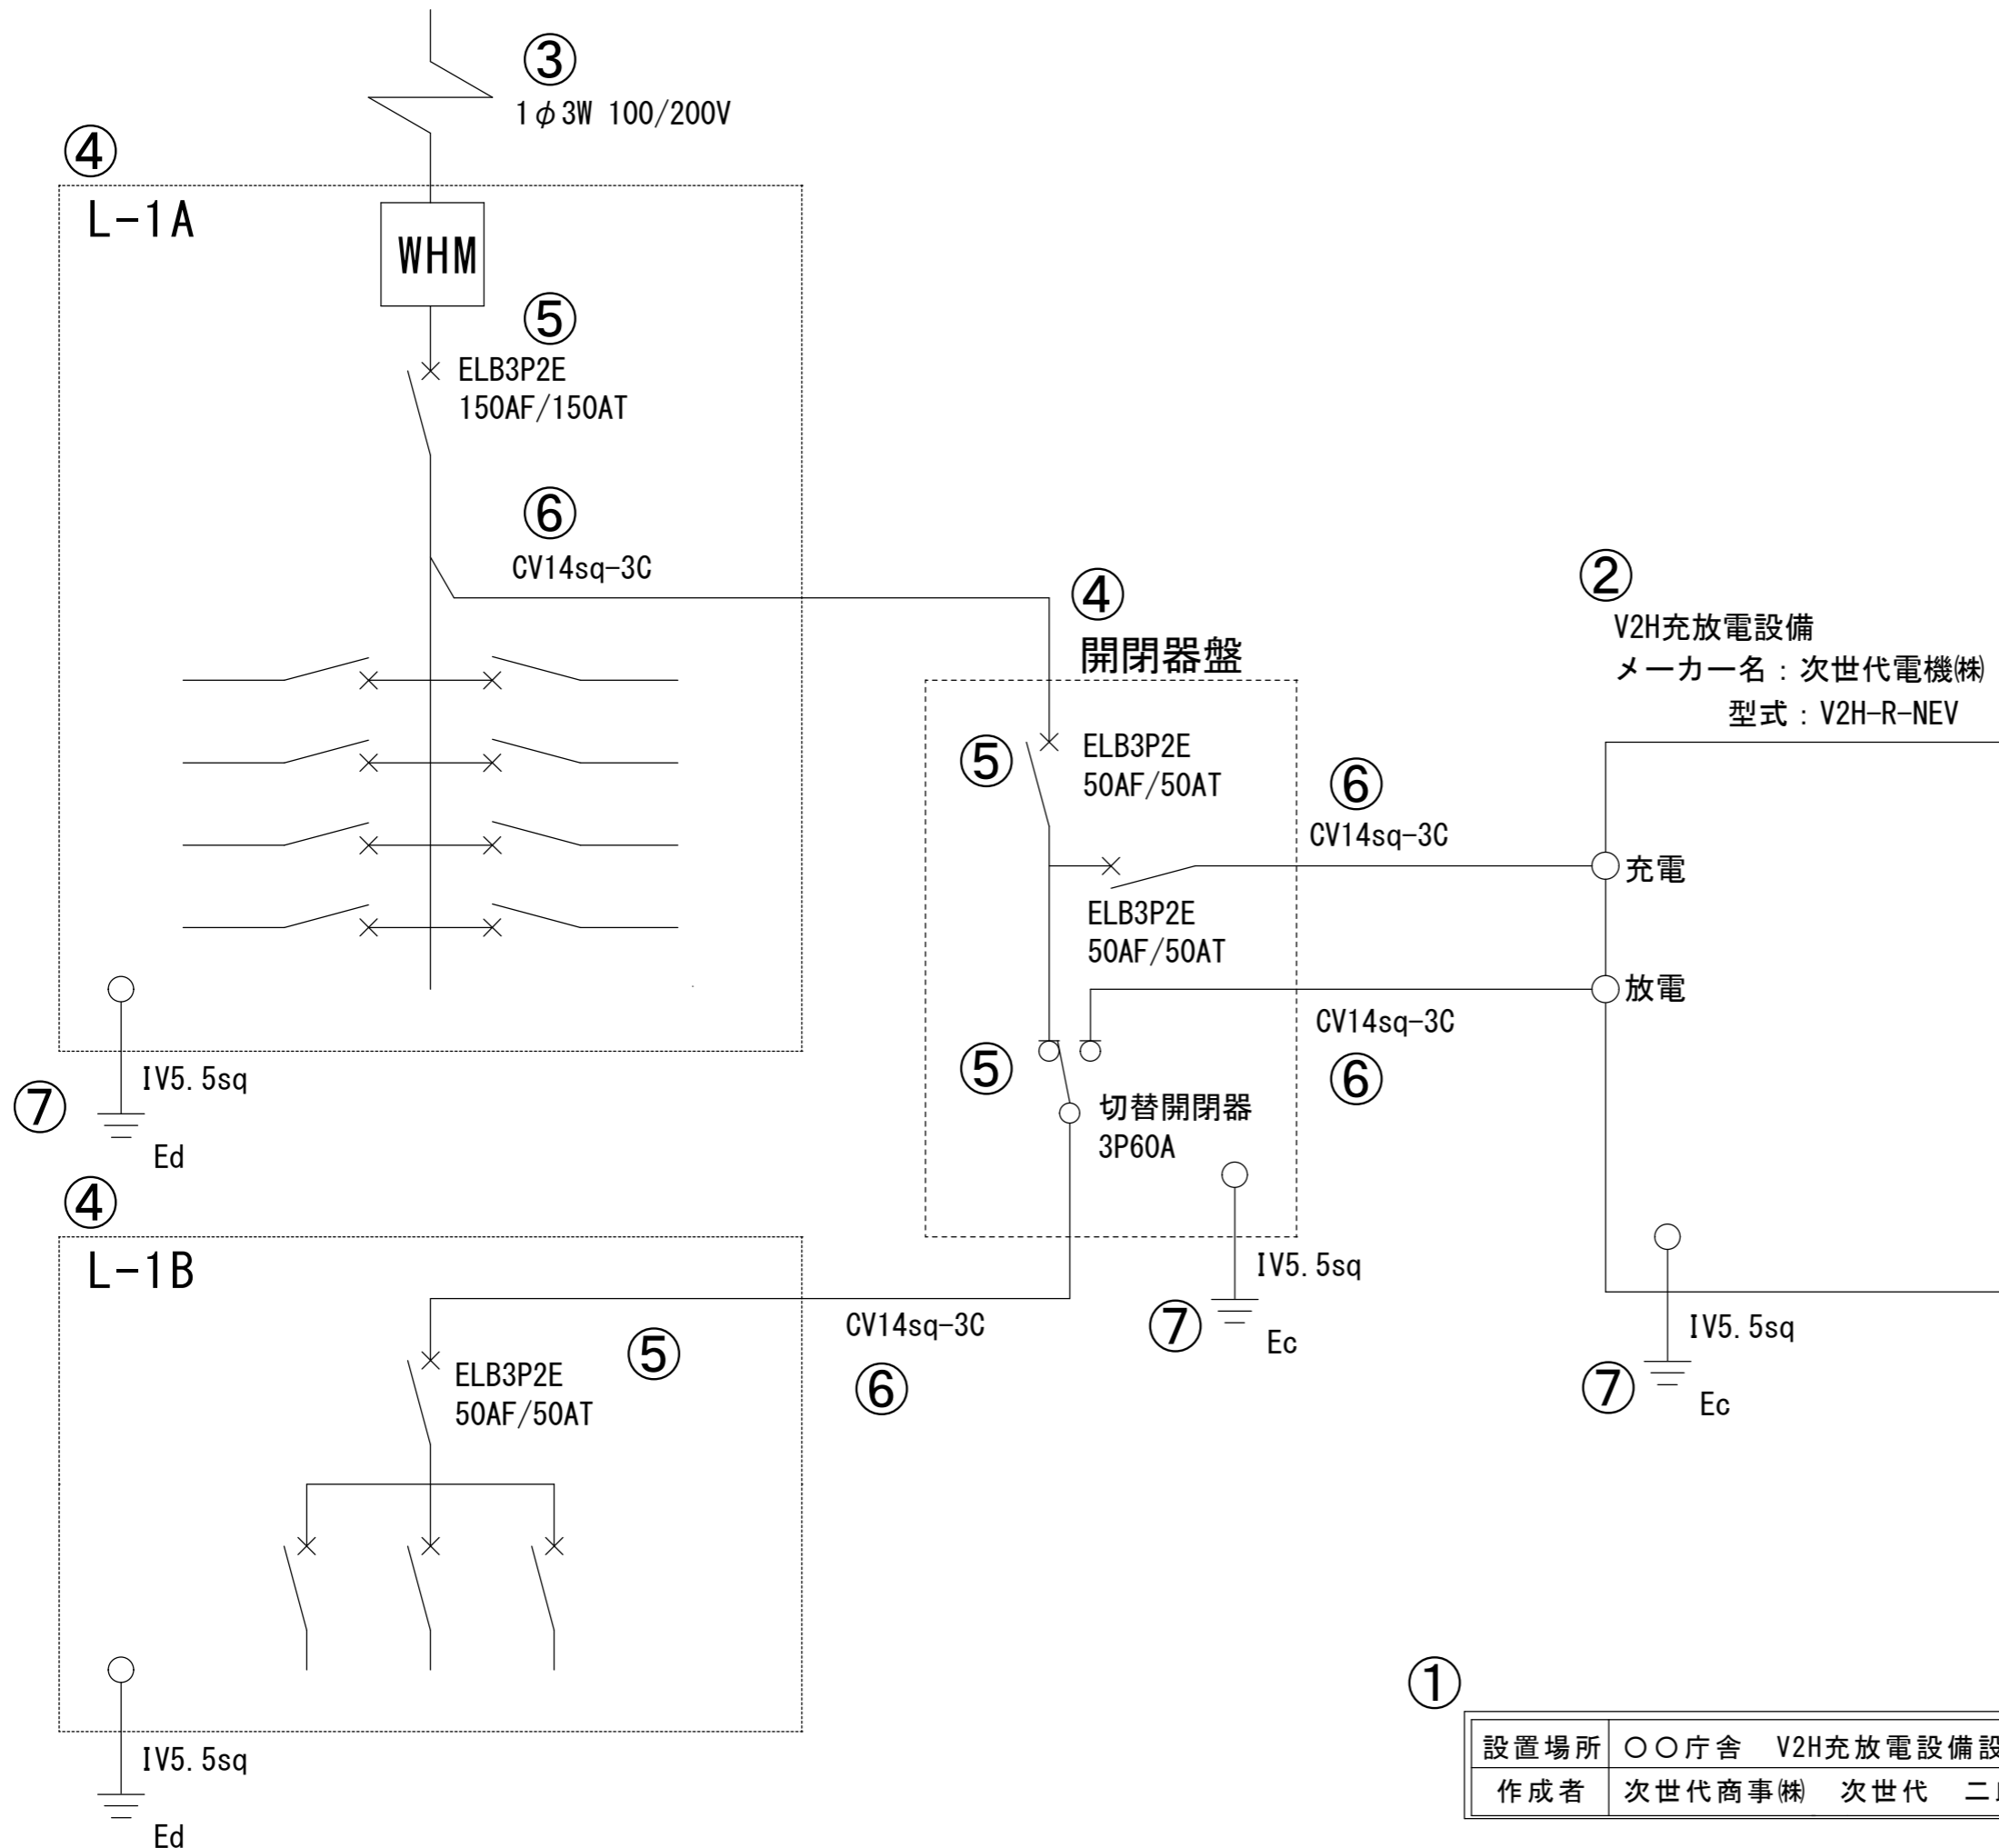 ③
1φ3W 100/200V
④
L-1A
WHM
⑤
ELB3P2E
150AF/150AT
⑥
CV14sq-3C
④
開閉器盤
②
V2H充放電設備
メーカー名：次世代電機㈱
型式：V2H-R-NEV
⑤
ELB3P2E
50AF/50AT
⑥
CV14sq-3C
充電
ELB3P2E
50AF/50AT
放電
CV14sq-3C
⑥
⑤
切替開閉器
3P60A
IV5.5sq
⑦
Ed
④
L-1B
IV5.5sq
⑦
Ec
CV14sq-3C
⑥
⑤
ELB3P2E
50AF/50AT
IV5.5sq
⑦
Ec
①
設置場所 ○○庁舎 V2H充放電設備設
作成者 次世代商事㈱ 次世代 二
IV5.5sq
Ed